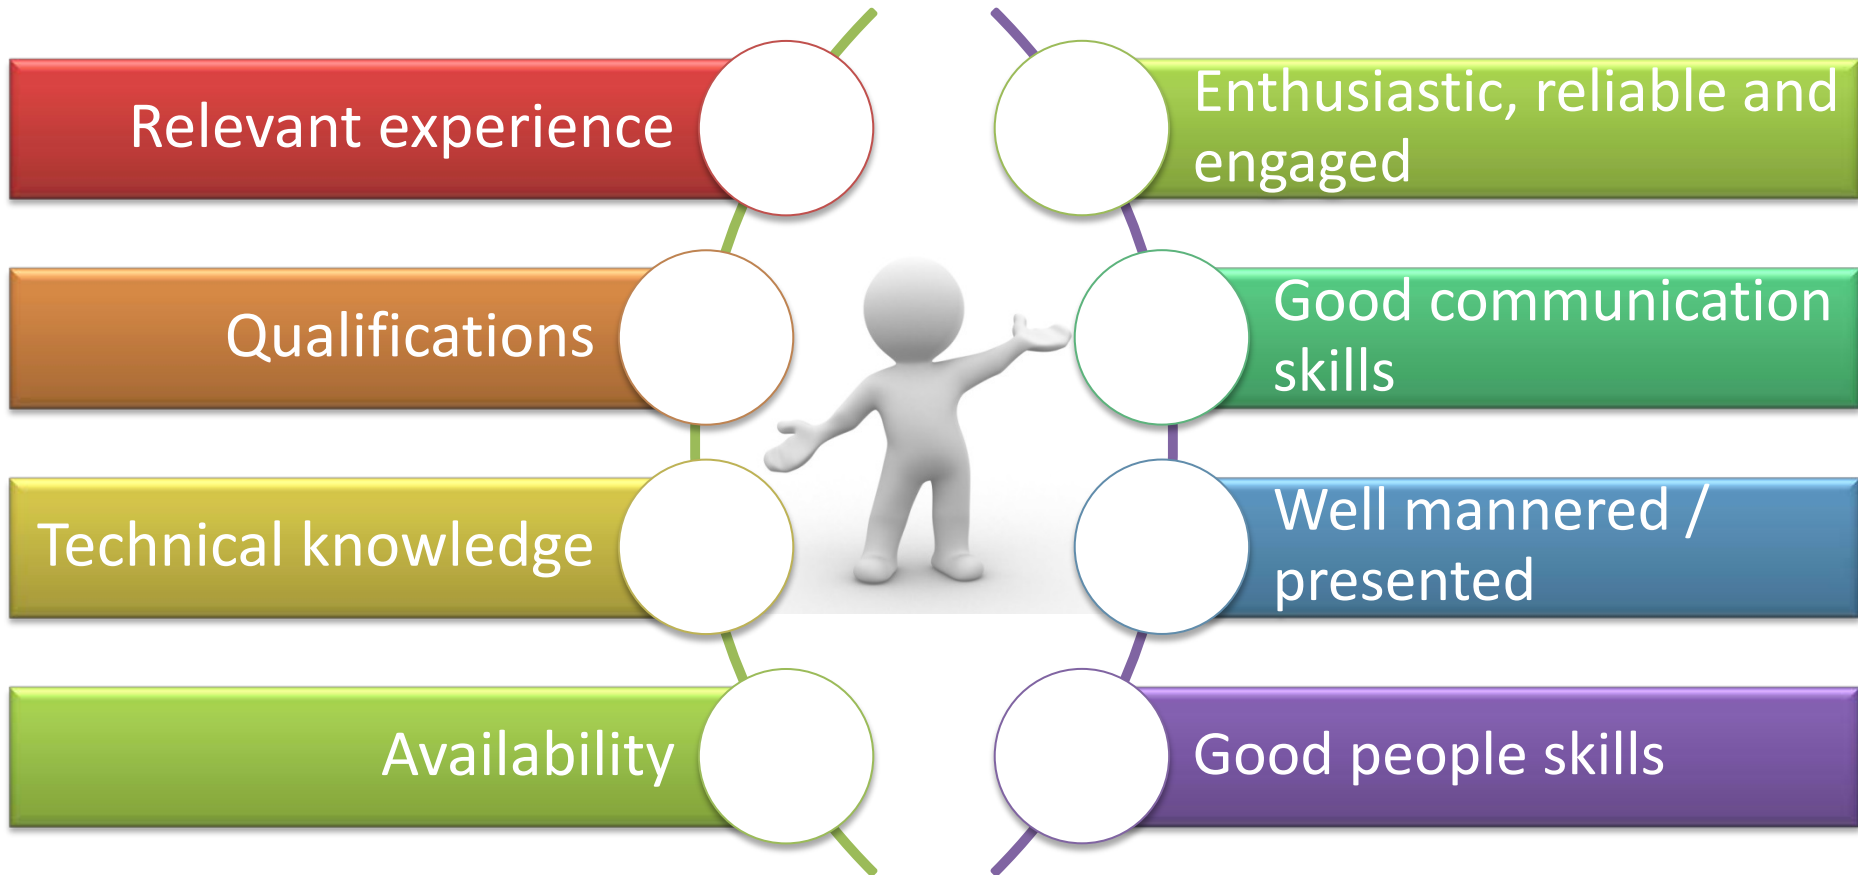 Relevant experience
Qualifications
Technical knowledge
Availability
Enthusiastic, reliable and
engaged
Good communication
skills
Well mannered /
presented
Good people skills